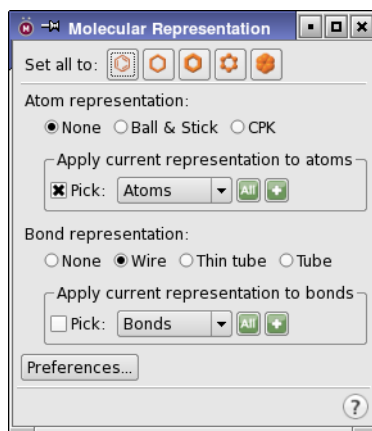 Molecular Representation
Set all to:
Atom representation:
None Ball & Stick CPK
Apply current representation to atoms
Pick: Atoms All +
Bond representation:
None Wire Thin tube Tube
Apply current representation to bonds
Pick: Bonds All +
Preferences...
?